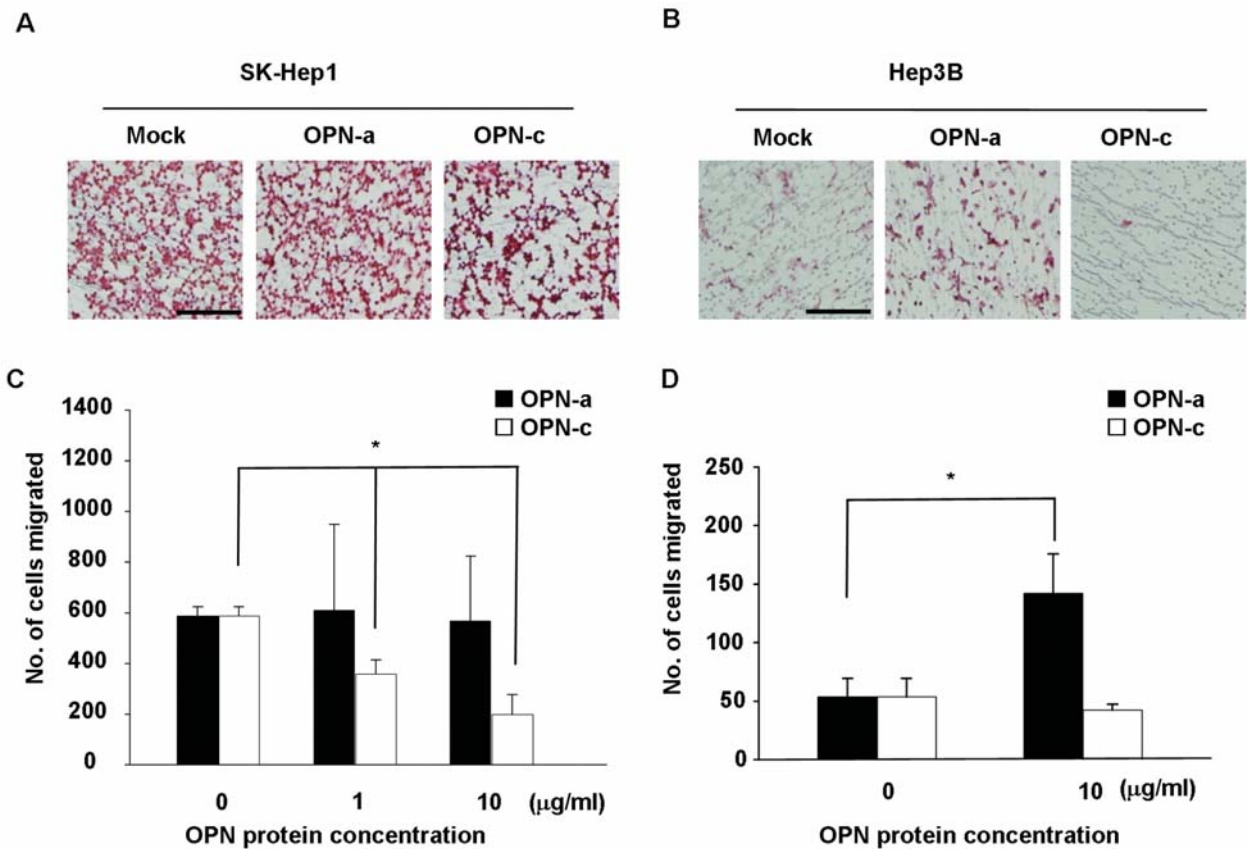 A
SK-Hep1
Mock OPN-a OPN-c
B
Hep3B
Mock OPN-a OPN-c
C
OPN-a
OPN-c
*
No. of cells migrated
1400
1200
1000
800
600
400
200
0
0 1 10 (μg/ml)
OPN protein concentration
D
OPN-a
OPN-c
*
No. of cells migrated
250
200
150
100
50
0
0 10 (μg/ml)
OPN protein concentration